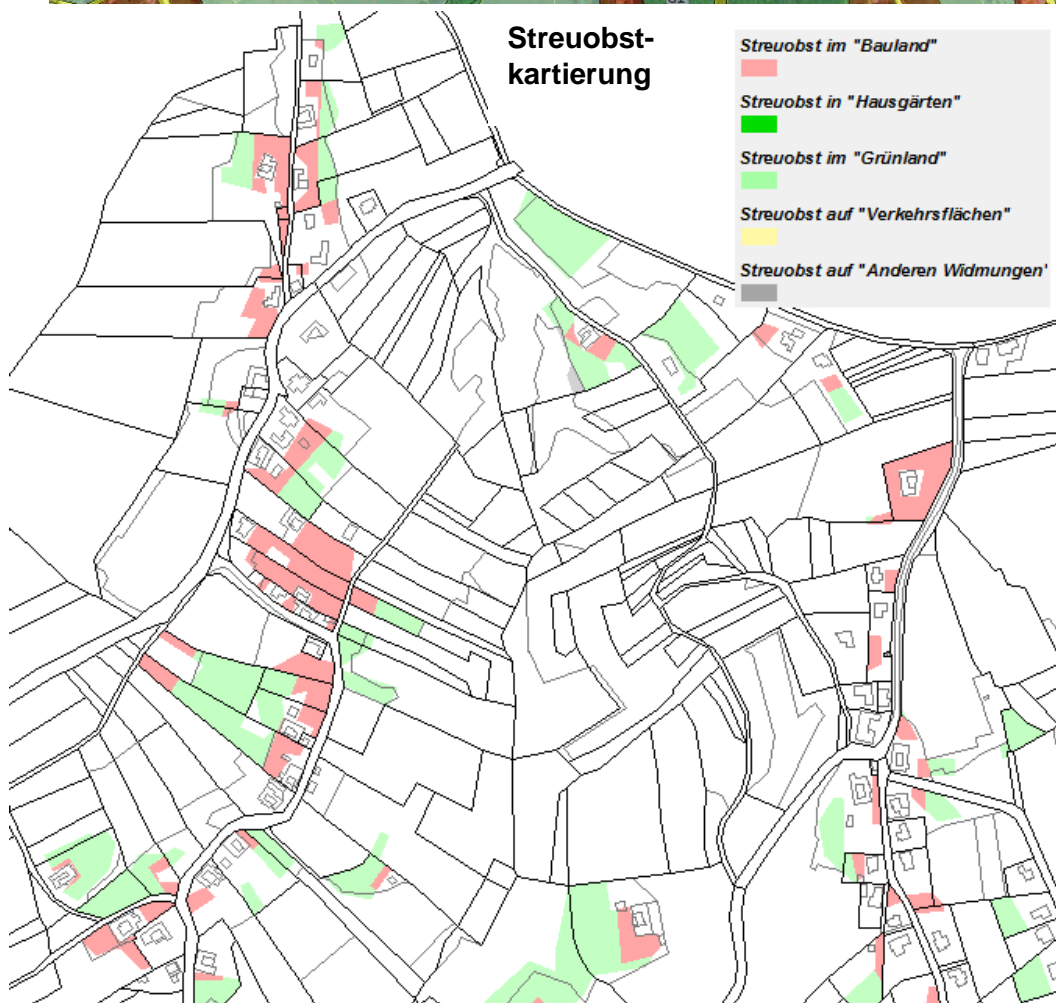 Streuobst-
kartierung
Streuobst im "Bauland"
Streuobst in "Hausgärten"
Streuobst im "Grünland"
Streuobst auf "Verkehrsflächen"
Streuobst auf "Anderen Widmungen'